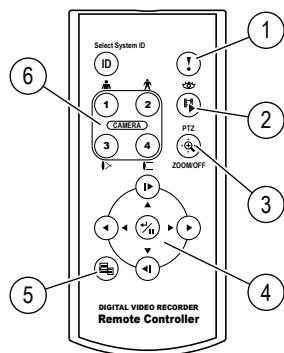 Select System ID
1
ID
!
6
1
2
2
CAMERA
PTZ
3
4
ZOOM/OFF
3
4
5
DIGITAL VIDEO RECORDER
Remote Controller